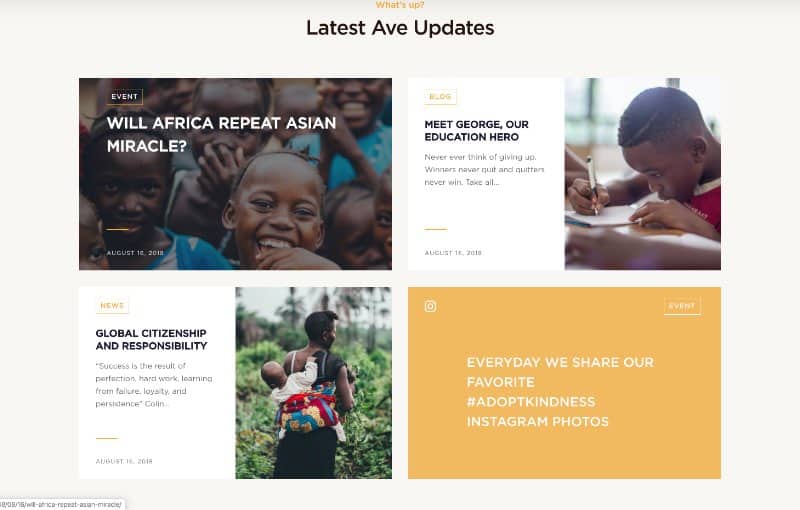 What's up?
Latest Ave Updates
EVENT
WILL AFRICA REPEAT ASIAN
MIRACLE?
AUGUST 16, 2018
BLOG
MEET GEORGE, OUR
EDUCATION HERO
Never ever think of giving up.
Winners never quit and quitters
never win. Take all...
AUGUST 16, 2018
NEWS
GLOBAL CITIZENSHIP
AND RESPONSIBILITY
“Success is the result of
perfection, hard work, learning
from failure, loyalty, and
persistence” Colin...
AUGUST 16, 2018
EVENT
EVERYDAY WE SHARE OUR
FAVORITE
#ADOPTKINDNESS
INSTAGRAM PHOTOS
/08/16/will-africa-repeat-asian-miracle/